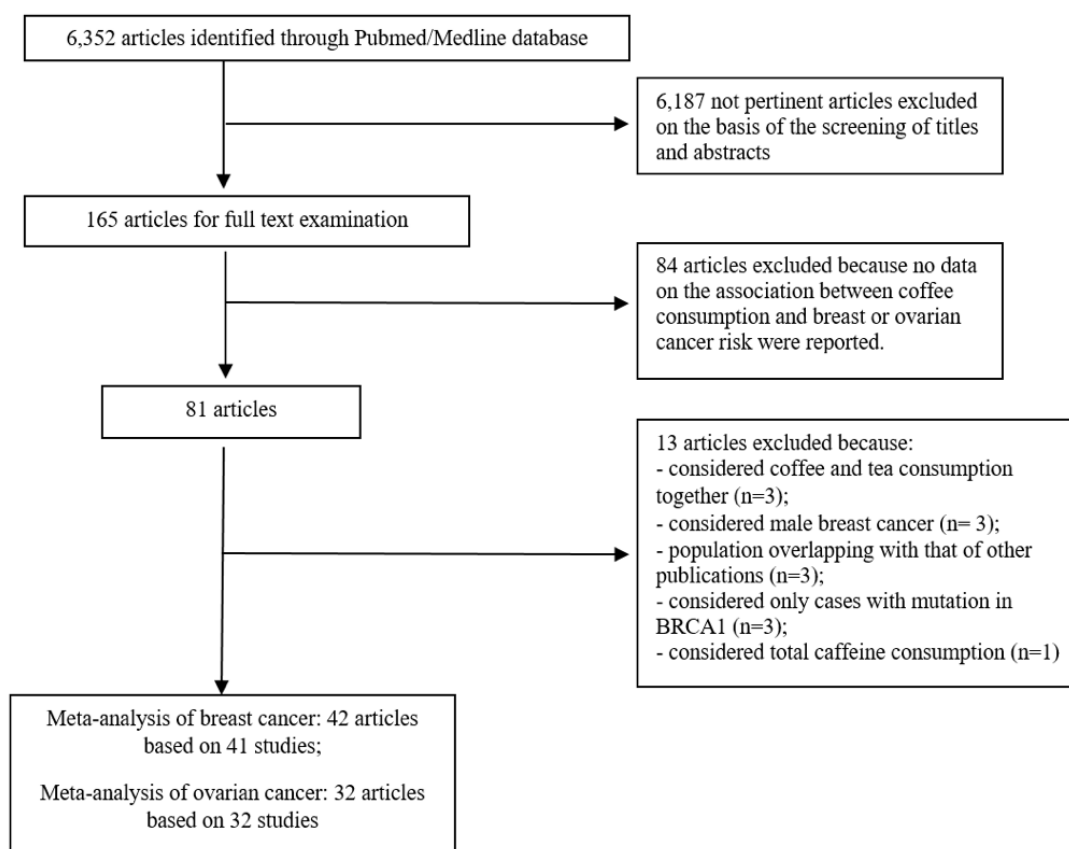 6,352 articles identified through Pubmed/Medline database
6,187 not pertinent articles excluded
on the basis of the screening of titles
and abstracts
165 articles for full text examination
84 articles excluded because no data
on the association between coffee
consumption and breast or ovarian
cancer risk were reported.
81 articles
13 articles excluded because:
- considered coffee and tea consumption
together (n=3);
- considered male breast cancer (n= 3);
- population overlapping with that of other
publications (n=3);
- considered only cases with mutation in
BRCA1 (n=3);
- considered total caffeine consumption (n=1)
Meta-analysis of breast cancer: 42 articles
based on 41 studies;
Meta-analysis of ovarian cancer: 32 articles
based on 32 studies